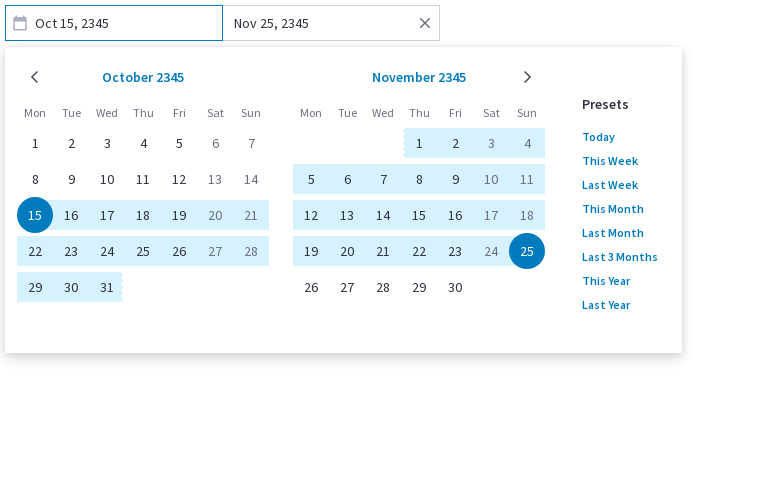 Oct 15, 2345 Nov 25, 2345
October 2345
Mon Tue Wed Thu Fri Sat Sun
1 2 3 4 5 6 7
8 9 10 11 12 13 14
15 16 17 18 19 20 21
22 23 24 25 26 27 28
29 30 31
November 2345
Mon Tue Wed Thu Fri Sat Sun
1 2 3 4
5 6 7 8 9 10 11
12 13 14 15 16 17 18
19 20 21 22 23 24 25
26 27 28 29 30
Presets
Today
This Week
Last Week
This Month
Last Month
Last 3 Months
This Year
Last Year